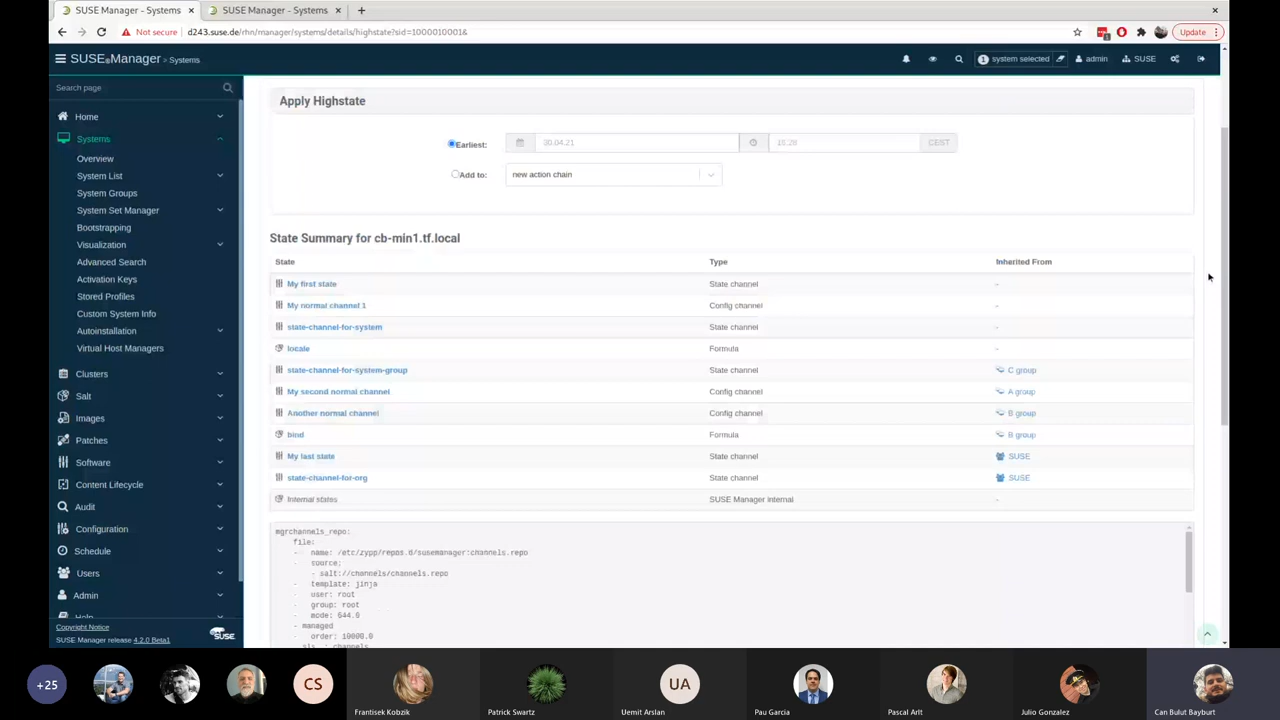 SUSE Manager - Systems
SUSE Manager - Systems
Not secure
d243.suse.de/rhn/manager/systems/details/highstate?sid=1000010001&
Update
SUSE Manager > Systems
1 system selected
admin
SUSE
Search page
Home
Systems
Overview
System List
System Groups
System Set Manager
Bootstrapping
Visualization
Advanced Search
Activation Keys
Stored Profiles
Custom System Info
Autoinstallation
Virtual Host Managers
Clusters
Salt
Images
Patches
Software
Content Lifecycle
Audit
Configuration
Schedule
Users
Admin
Help
Copyright Notice
SUSE Manager release 4.2.0 Beta1
SUSE
Apply Highstate
Earliest: 30.04.21 16:28 CEST
Add to: new action chain
State Summary for cb-min1.tf.local
State Type Inherited From
My first state State channel -
My normal channel 1 Config channel -
state-channel-for-system State channel -
locale Formula -
state-channel-for-system-group State channel C group
My second normal channel Config channel A group
Another normal channel Config channel B group
bind Formula B group
My last state State channel SUSE
state-channel-for-org State channel SUSE
Internal states SUSE Manager internal -
mgrchannels_repo:
file:
- name: /etc/zypp/repos.d/susemanager:channels.repo
- source:
- salt://channels/channels.repo
- template: jinja
- user: root
- group: root
- mode: 644.0
- managed
- order: 10000.0
+25
CS
UA
Frantisek Kobzik
Patrick Swartz
Uemit Arslan
Pau Garcia
Pascal Arlt
Julio Gonzalez
Can Bulut Bayburt